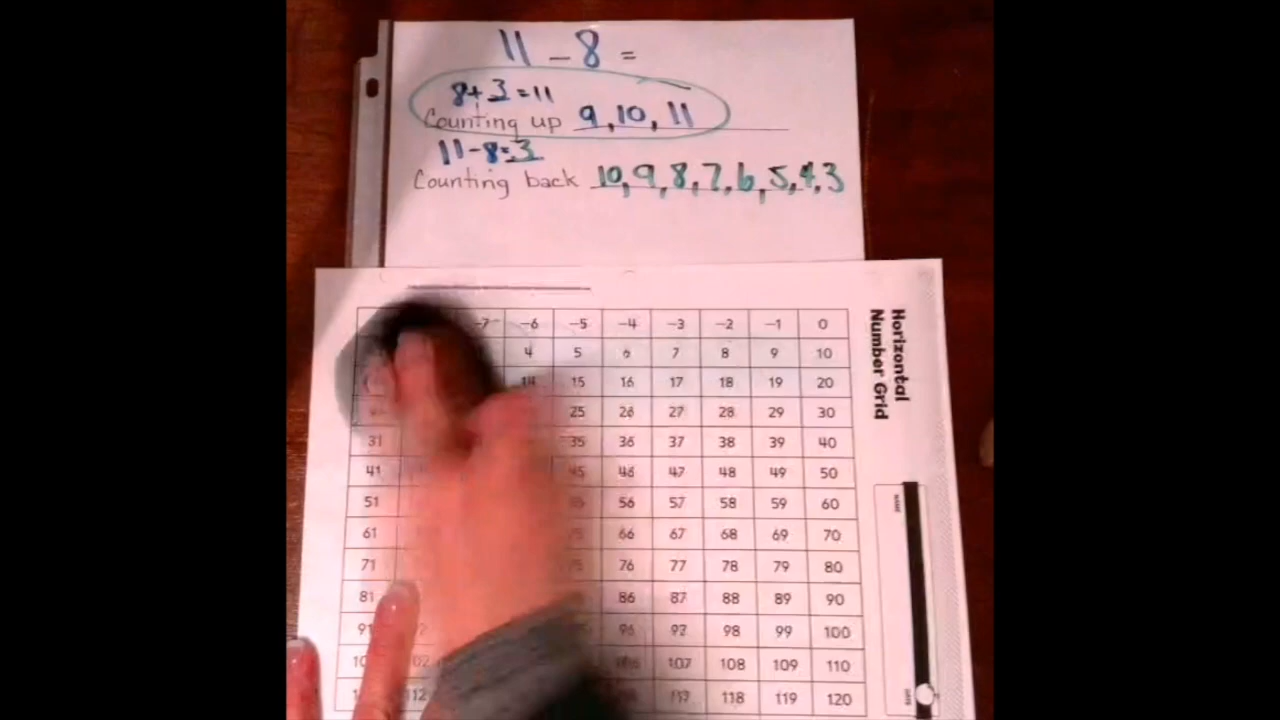 11 - 8 =
8 + 3 = 11
Counting up 9, 10, 11
11 - 8 = 3
Counting back 10, 9, 8, 7, 6, 5, 4, 3
Horizontal
Number Grid
NAME
-7 -6 -5 -4 -3 -2 -1 0
4 5 6 7 8 9 10
14 15 16 17 18 19 20
25 26 27 28 29 30
31 35 36 37 38 39 40
41 45 46 47 48 49 50
51 56 57 58 59 60
61 66 67 68 69 70
71 76 77 78 79 80
81 86 87 88 89 90
96 97 98 99 100
107 108 109 110
112 117 118 119 120